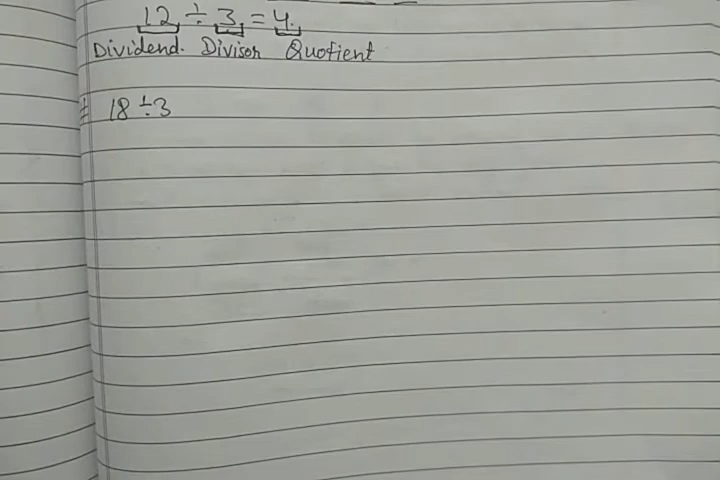 12 ÷ 3 = 4.
Dividend. Divisor Quotient
18 ÷ 3